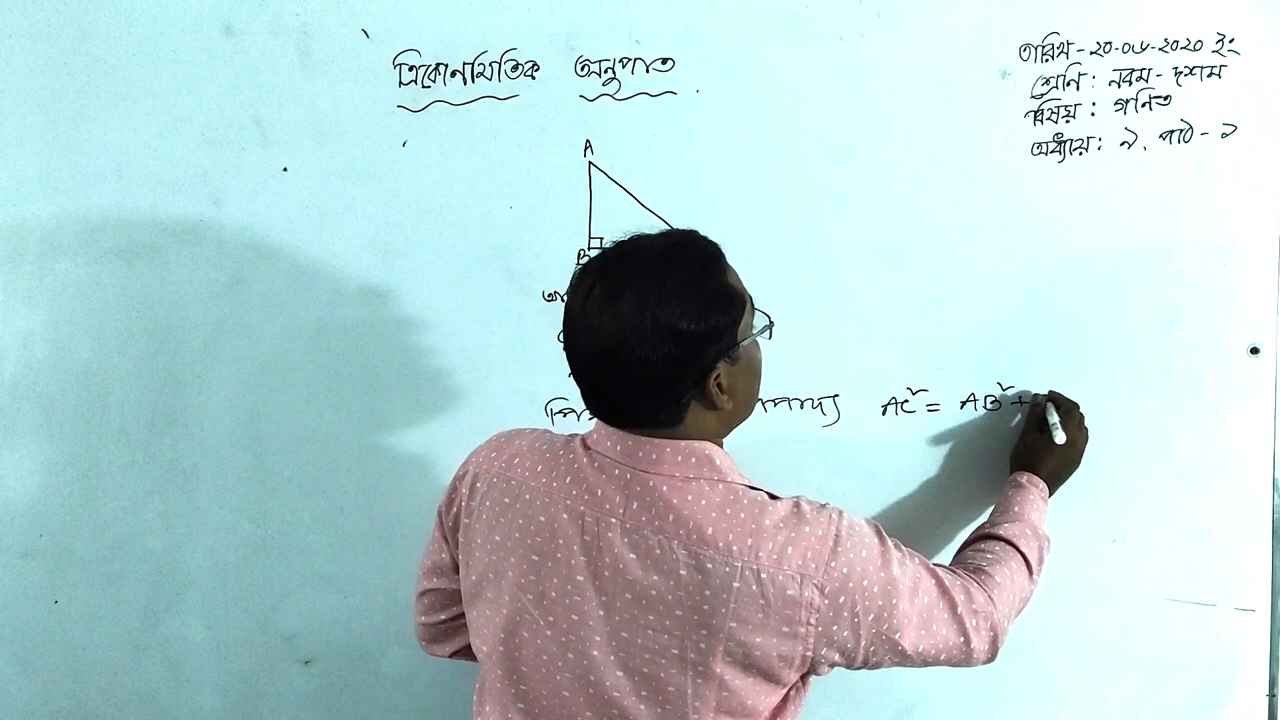 ত্রিকোণমিতিক অনুপাত
তারিখ - ২০-০৬-২০২০ ইং
শ্রেণি : নবম - দশম
বিষয় : গণিত
অধ্যায়ে : ৯, পাঠ - ১
A
B
পাদ্য AC² = AB² +